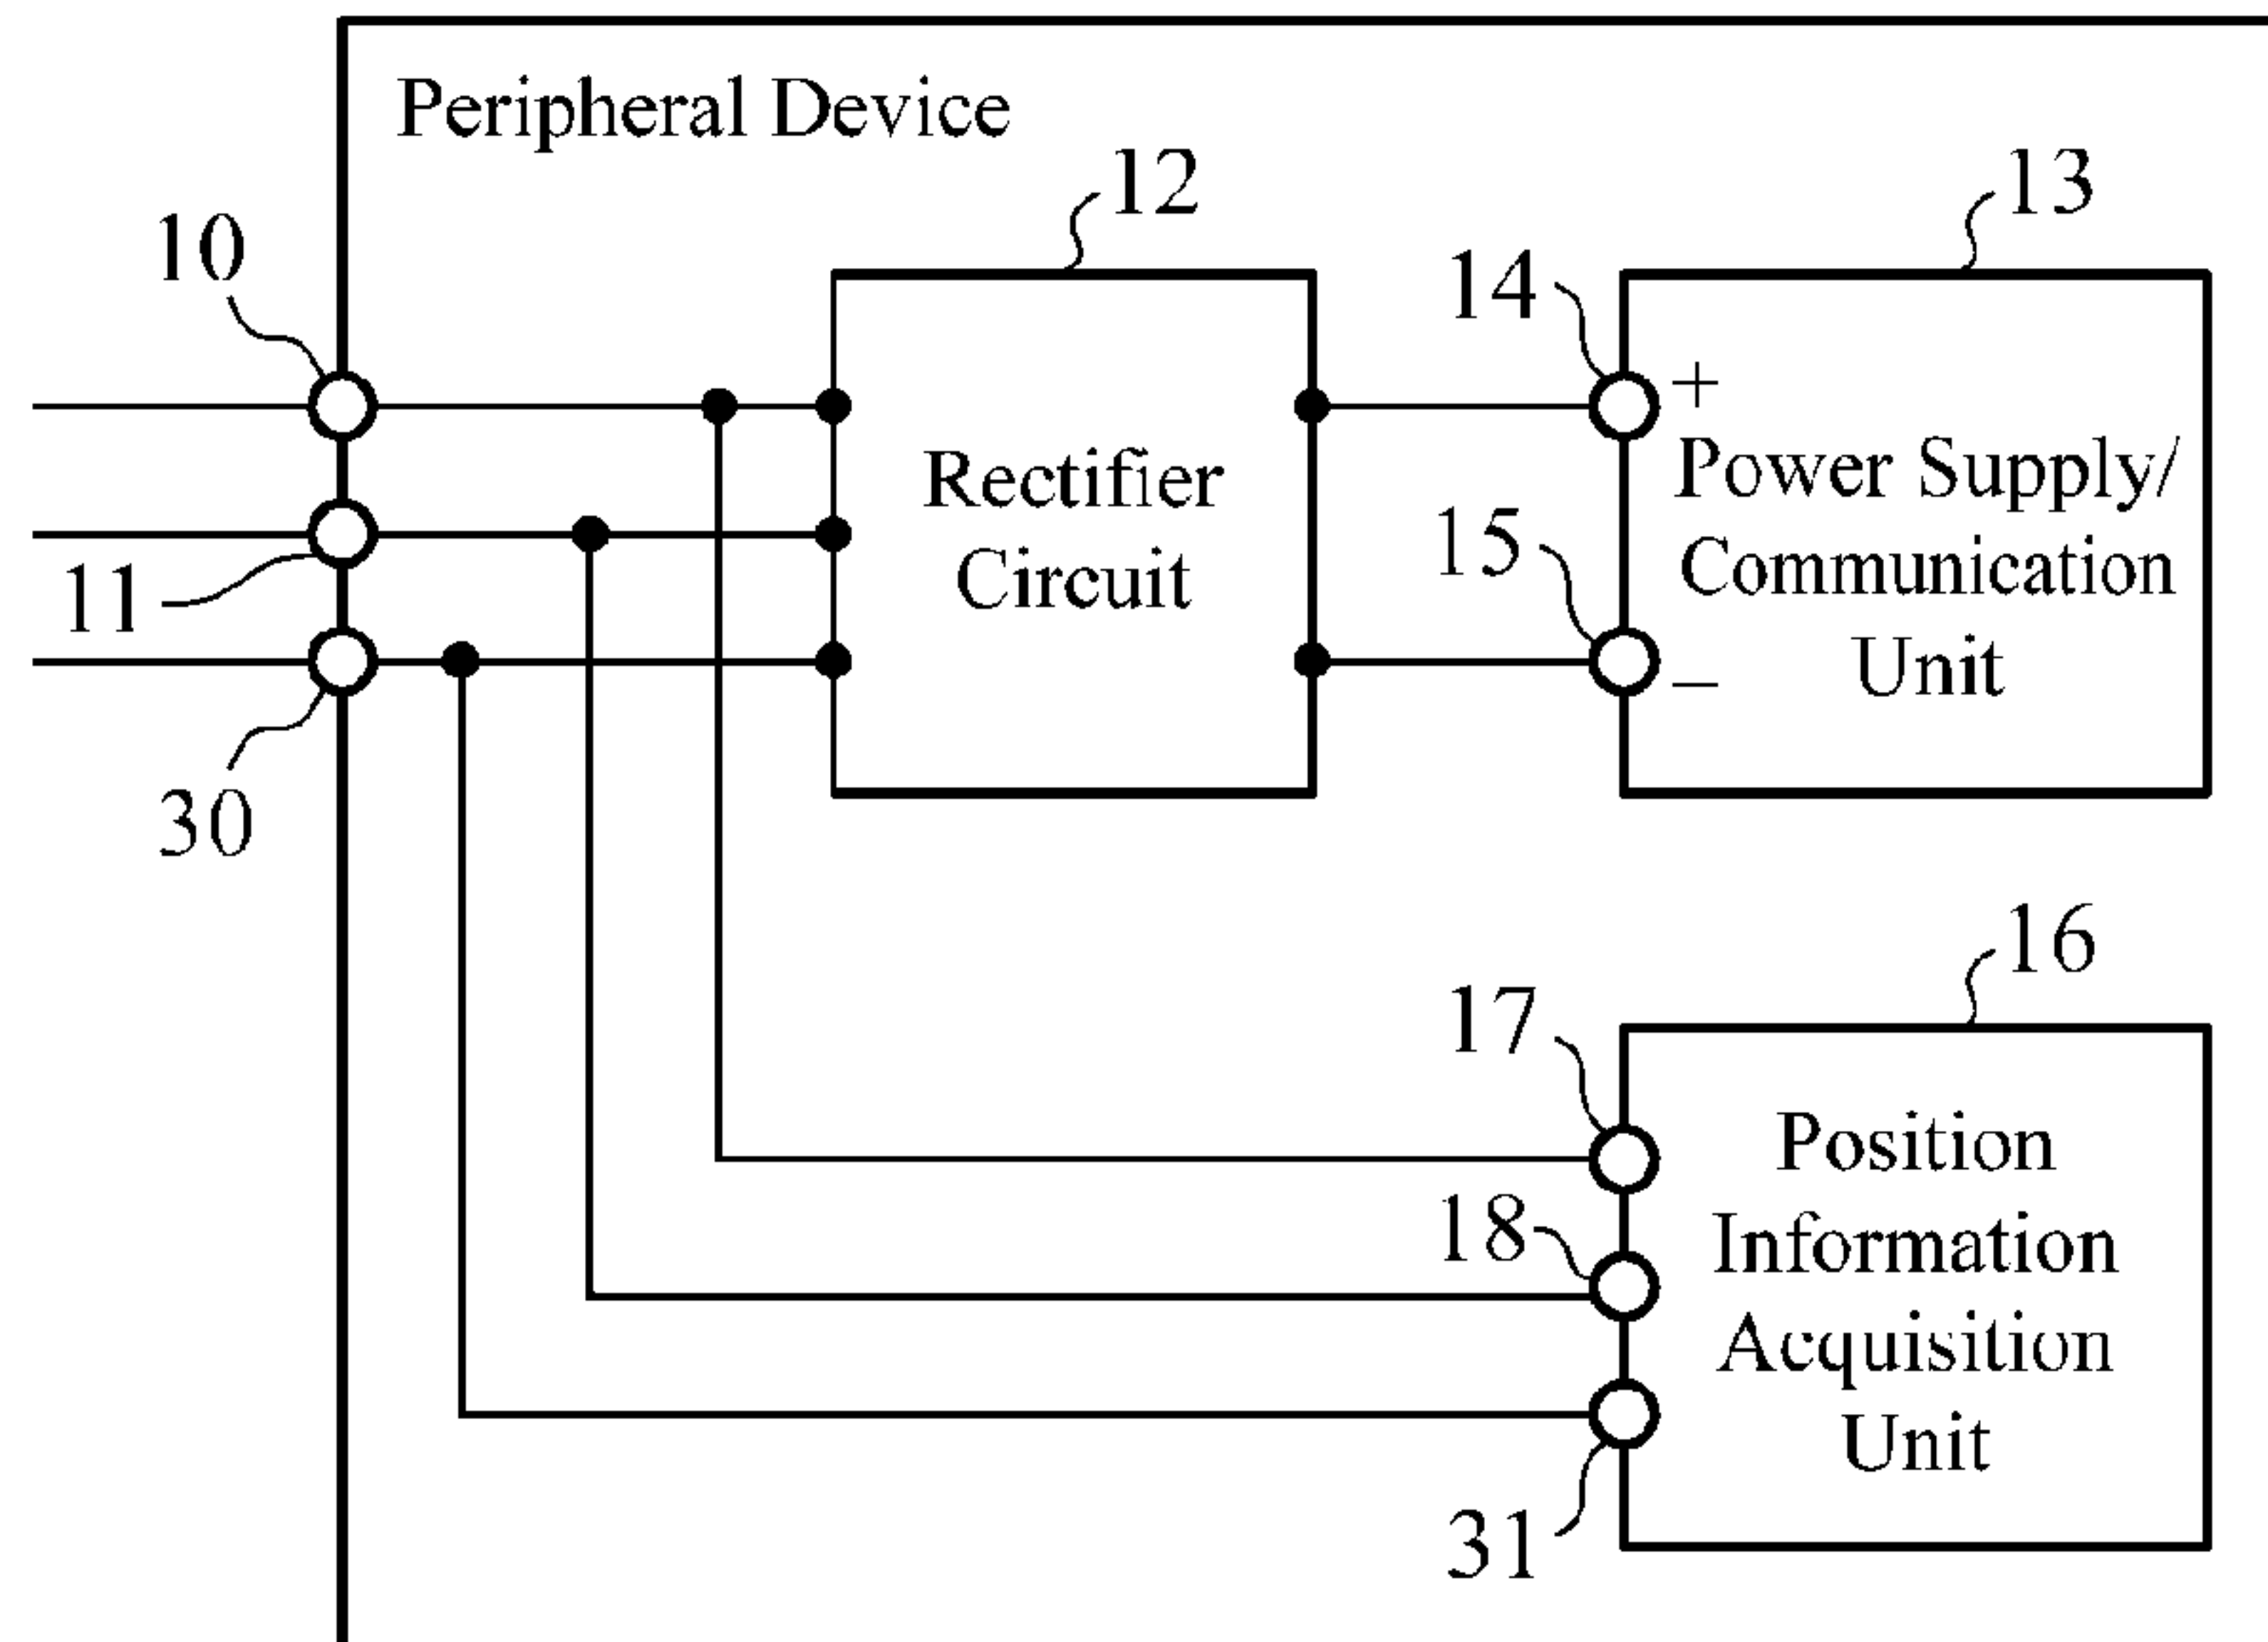 Peripheral Device
12
13
10
14
+
Rectifier
Circuit
Power Supply/
Communication
Unit
15
11
−
30
16
17
Position
Information
Acquisition
Unit
18
31